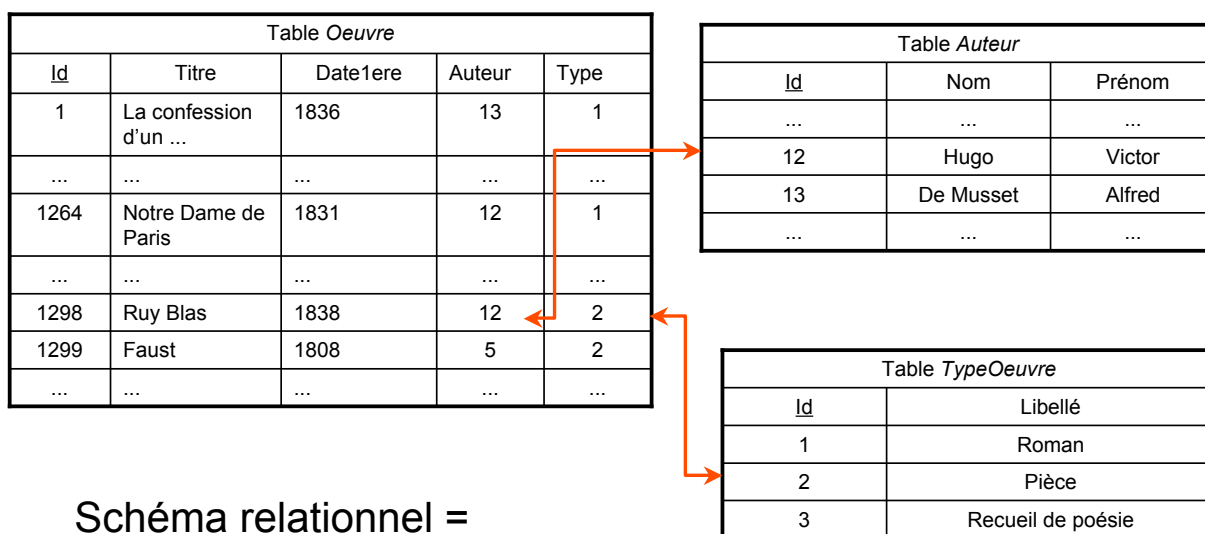 Table Oeuvre
Id Titre Date1ere Auteur Type
1 La confession 1836 13 1
d'un ...
... ... ... ... ...
1264 Notre Dame de 1831 12 1
Paris
... ... ... ... ...
1298 Ruy Blas 1838 12 2
1299 Faust 1808 5 2
... ... ... ... ...
Table Auteur
Id Nom Prénom
... ... ...
12 Hugo Victor
13 De Musset Alfred
... ... ...
Table TypeOeuvre
Id Libellé
1 Roman
2 Pièce
3 Recueil de poésie
Schéma relationnel =